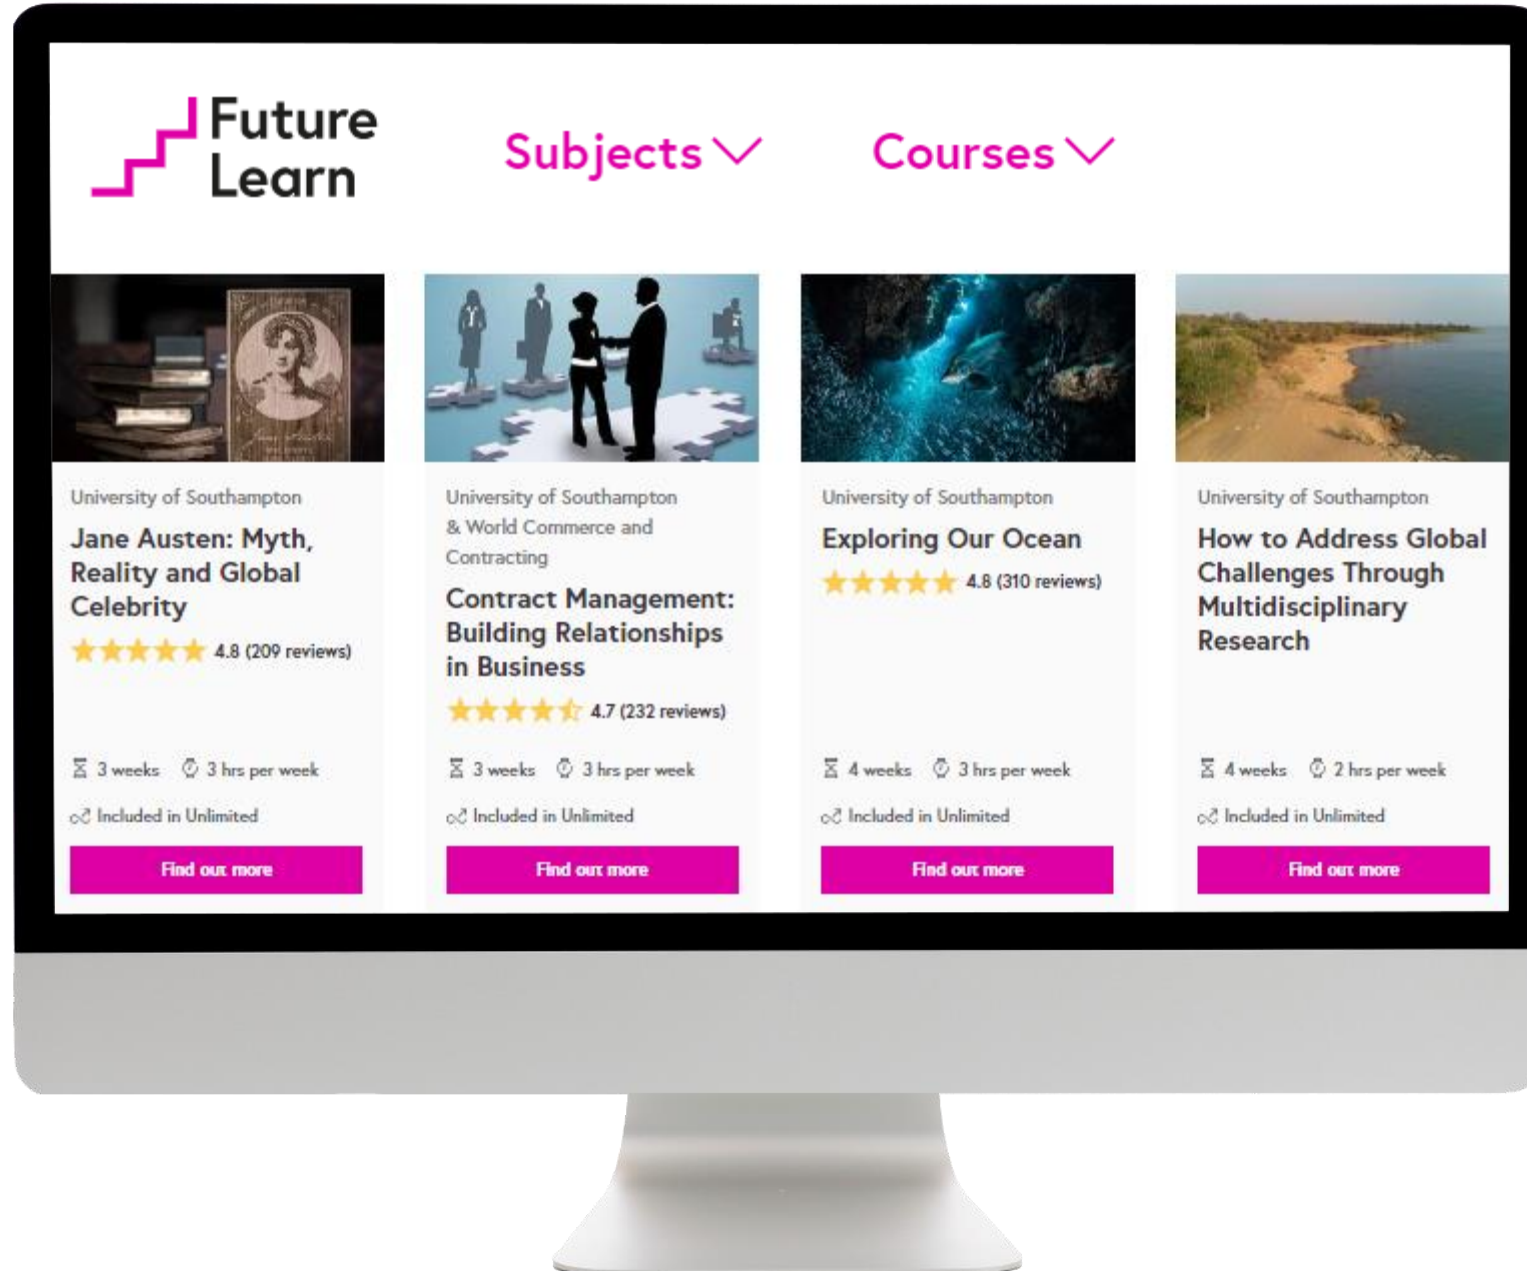 Future
Learn
Subjects
Courses
University of Southampton
Jane Austen: Myth,
Reality and Global
Celebrity
4.8 (209 reviews)
3 weeks 3 hrs per week
Included in Unlimited
Find out more
University of Southampton
& World Commerce and
Contracting
Contract Management:
Building Relationships
in Business
4.7 (232 reviews)
3 weeks 3 hrs per week
Included in Unlimited
Find out more
University of Southampton
Exploring Our Ocean
4.8 (310 reviews)
4 weeks 3 hrs per week
Included in Unlimited
Find out more
University of Southampton
How to Address Global
Challenges Through
Multidisciplinary
Research
4 weeks 2 hrs per week
Included in Unlimited
Find out more